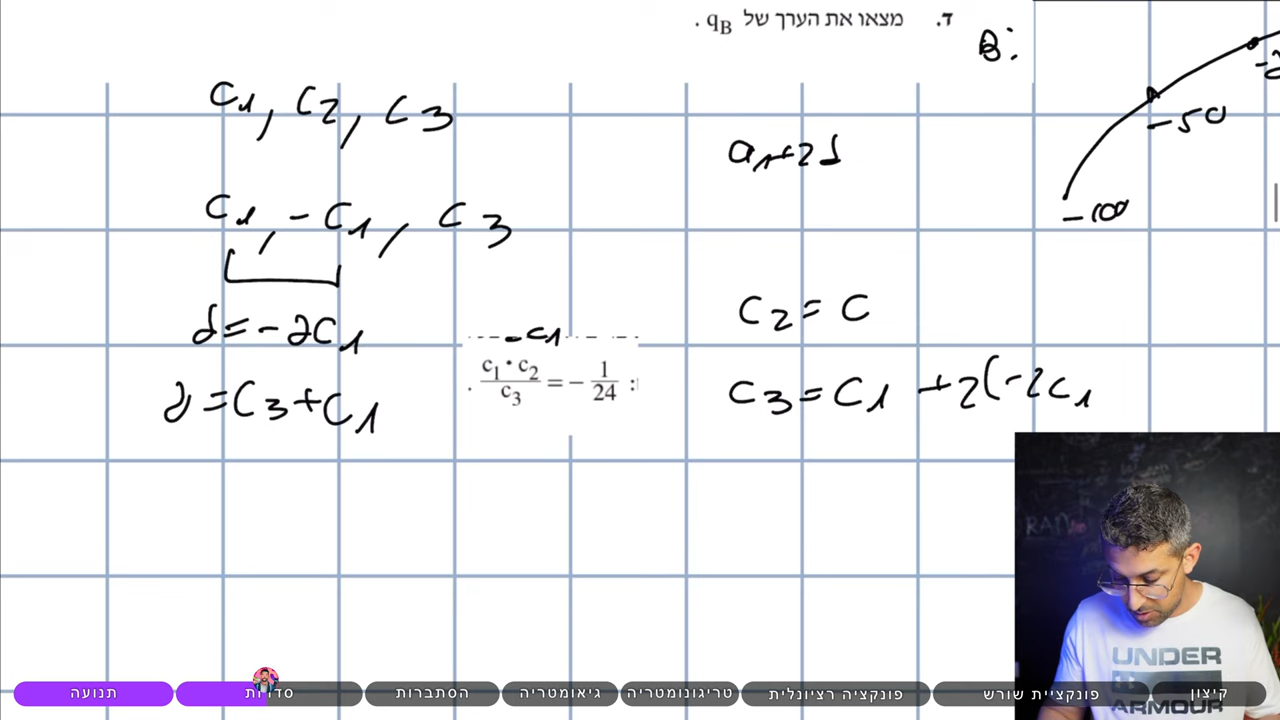 ד. מצאו את הערך של qB .
B:
-50
-100
c1, c2, c3
a1+2d
c1, -c1, c3
d = -2c1
d = c3+c1
-c1
. c1 · c2 / c3 = - 1/24 :
c2 = c
c3 = c1 +2(-2c1
UNDER
ARMOUR
תנועה
סדרות
הסתברות
גיאומטריה
טריגונומטריה
פונקציה רציונלית
פונקציית שורש
קיצון